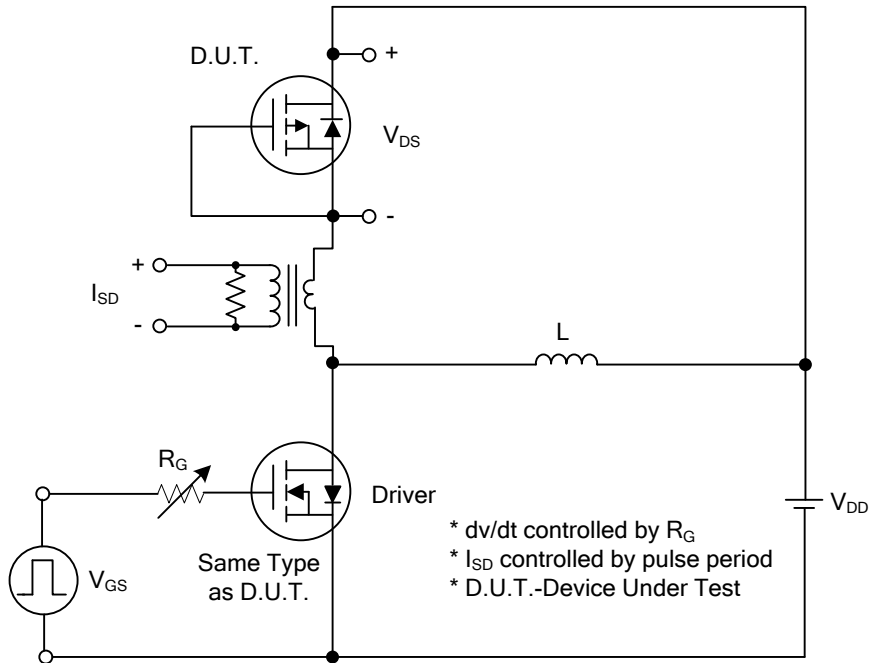 D.U.T.
+
V_DS
-
+
I_SD
-
L
R_G
Driver
V_DD
* dv/dt controlled by R_G
* I_SD controlled by pulse period
* D.U.T.-Device Under Test
Same Type
as D.U.T.
V_GS